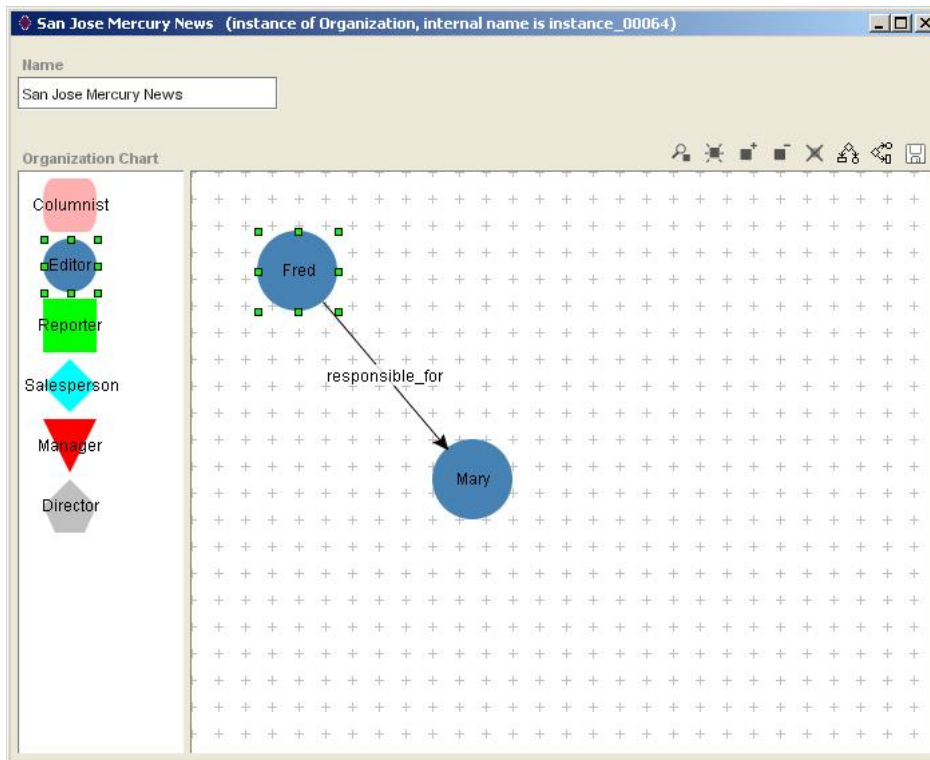 San Jose Mercury News (instance of Organization, internal name is instance_00064)
Name
San Jose Mercury News
Organization Chart
Columnist
Editor
Reporter
Salesperson
Manager
Director
Fred
responsible_for
Mary